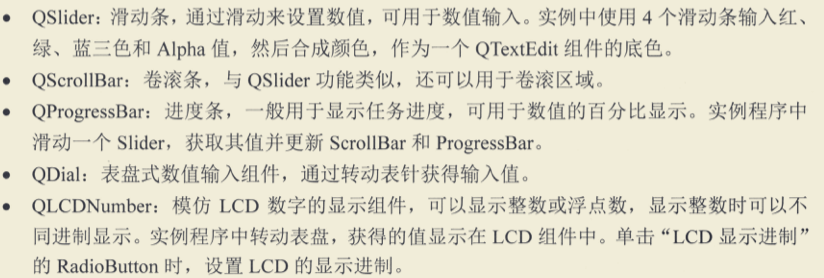 • QSlider：滑动条，通过滑动来设置数值，可用于数值输入。实例中使用 4 个滑动条输入红、
绿、蓝三色和 Alpha 值，然后合成颜色，作为一个 QTextEdit 组件的底色。
• QScrollBar：卷滚条，与 QSlider 功能类似，还可以用于卷滚区域。
• QProgressBar：进度条，一般用于显示任务进度，可用于数值的百分比显示。实例程序中
滑动一个 Slider，获取其值并更新 ScrollBar 和 ProgressBar。
• QDial：表盘式数值输入组件，通过转动表针获得输入值。
• QLCDNumber：模仿 LCD 数字的显示组件，可以显示整数或浮点数，显示整数时可以不
同进制显示。实例程序中转动表盘，获得的值显示在 LCD 组件中。单击“LCD 显示进制”
的 RadioButton 时，设置 LCD 的显示进制。